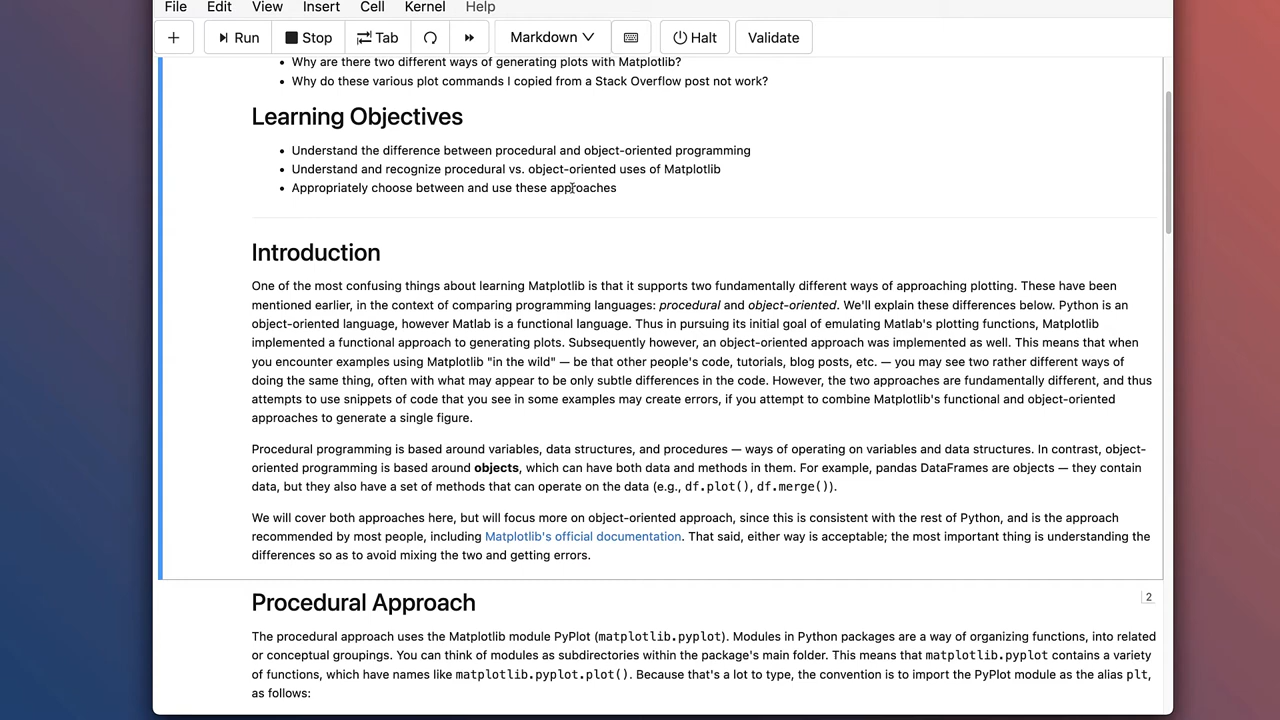 File Edit View Insert Cell Kernel Help
+ Run Stop Tab Markdown Halt Validate
• Why are there two different ways of generating plots with Matplotlib?
• Why do these various plot commands I copied from a Stack Overflow post not work?
Learning Objectives
• Understand the difference between procedural and object-oriented programming
• Understand and recognize procedural vs. object-oriented uses of Matplotlib
• Appropriately choose between and use these approaches
Introduction
One of the most confusing things about learning Matplotlib is that it supports two fundamentally different ways of approaching plotting. These have been
mentioned earlier, in the context of comparing programming languages: procedural and object-oriented. We'll explain these differences below. Python is an
object-oriented language, however Matlab is a functional language. Thus in pursuing its initial goal of emulating Matlab's plotting functions, Matplotlib
implemented a functional approach to generating plots. Subsequently however, an object-oriented approach was implemented as well. This means that when
you encounter examples using Matplotlib "in the wild" — be that other people's code, tutorials, blog posts, etc. — you may see two rather different ways of
doing the same thing, often with what may appear to be only subtle differences in the code. However, the two approaches are fundamentally different, and thus
attempts to use snippets of code that you see in some examples may create errors, if you attempt to combine Matplotlib's functional and object-oriented
approaches to generate a single figure.
Procedural programming is based around variables, data structures, and procedures — ways of operating on variables and data structures. In contrast, object-
oriented programming is based around objects, which can have both data and methods in them. For example, pandas DataFrames are objects — they contain
data, but they also have a set of methods that can operate on the data (e.g., df.plot(), df.merge()).
We will cover both approaches here, but will focus more on object-oriented approach, since this is consistent with the rest of Python, and is the approach
recommended by most people, including Matplotlib's official documentation. That said, either way is acceptable; the most important thing is understanding the
differences so as to avoid mixing the two and getting errors.
Procedural Approach
2
The procedural approach uses the Matplotlib module PyPlot (matplotlib.pyplot). Modules in Python packages are a way of organizing functions, into related
or conceptual groupings. You can think of modules as subdirectories within the package's main folder. This means that matplotlib.pyplot contains a variety
of functions, which have names like matplotlib.pyplot.plot(). Because that's a lot to type, the convention is to import the PyPlot module as the alias plt,
as follows: